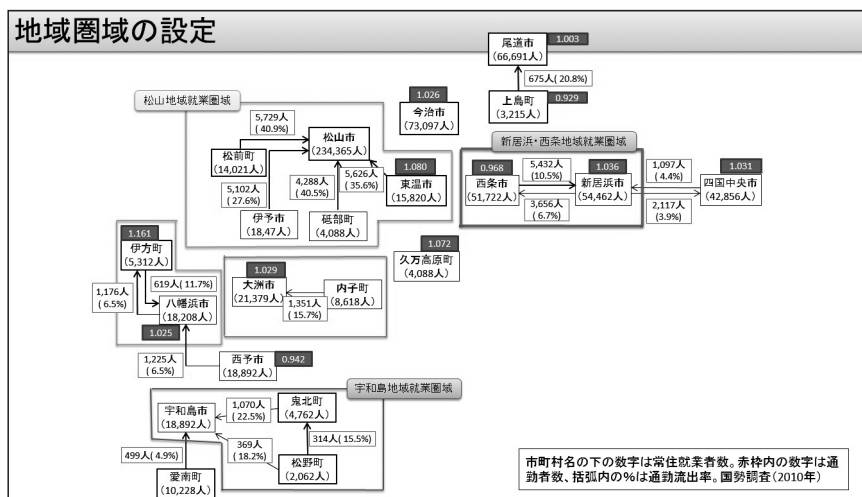 地域圏域の設定
尾道市
(66,691人)
1.003
675人( 20.8%)
上島町
(3,215人)
0.929
松山地域就業圏域
1.026
今治市
(73,097人)
5,729人
(40.9%)
松山市
(234,365人)
松前町
(14,021人)
5,102人
(27.6%)
4,288人
(40.5%)
5,626人
( 35.6%)
1.080
東温市
(15,820人)
伊予市
(18,47人)
砥部町
(4,088人)
新居浜・西条地域就業圏域
0.968
西条市
(51,722人)
5,432人
(10.5%)
3,656人
( 6.7%)
1.036
新居浜市
(54,462人)
1,097人
( 4.4%)
2,117人
(3.9%)
1.031
四国中央市
(42,856人)
1.161
伊方町
(5,312人)
1,176人
( 6.5%)
619人( 11.7%)
八幡浜市
(18,208人)
1.025
1.029
大洲市
(21,379人)
1,351人
(15.7%)
内子町
(8,618人)
1.072
久万高原町
(4,088人)
1,225人
( 6.5%)
西予市
(18,892人)
0.942
宇和島地域就業圏域
宇和島市
(18,892人)
1,070人
( 22.5%)
鬼北町
(4,762人)
369人
( 18.2%)
314人( 15.5%)
松野町
(2,062人)
499人( 4.9%)
愛南町
(10,228人)
市町村名の下の数字は常住就業者数。赤枠内の数字は通
勤者数、括弧内の%は通勤流出率。国勢調査(2010年)